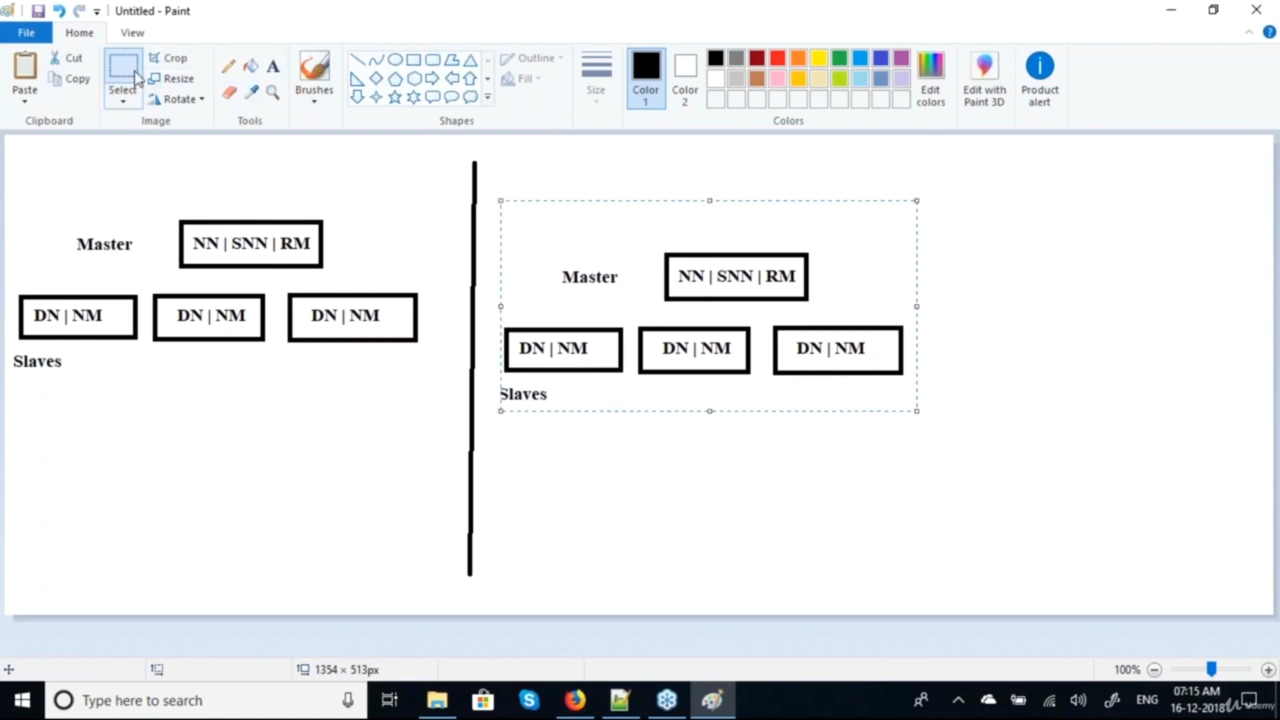 Untitled - Paint
File Home View
Paste
Cut
Copy
Clipboard
Select
Crop
Resize
Rotate
Image
A
Tools
Brushes
Outline
Fill
Shapes
Size
Color 1
Color 2
Edit colors
Colors
Edit with Paint 3D
Product alert
Master NN | SNN | RM
DN | NM DN | NM DN | NM
Slaves
Master NN | SNN | RM
DN | NM DN | NM DN | NM
Slaves
1354 × 513px
100%
Type here to search
ENG
07:15 AM
16-12-2018
Udemy